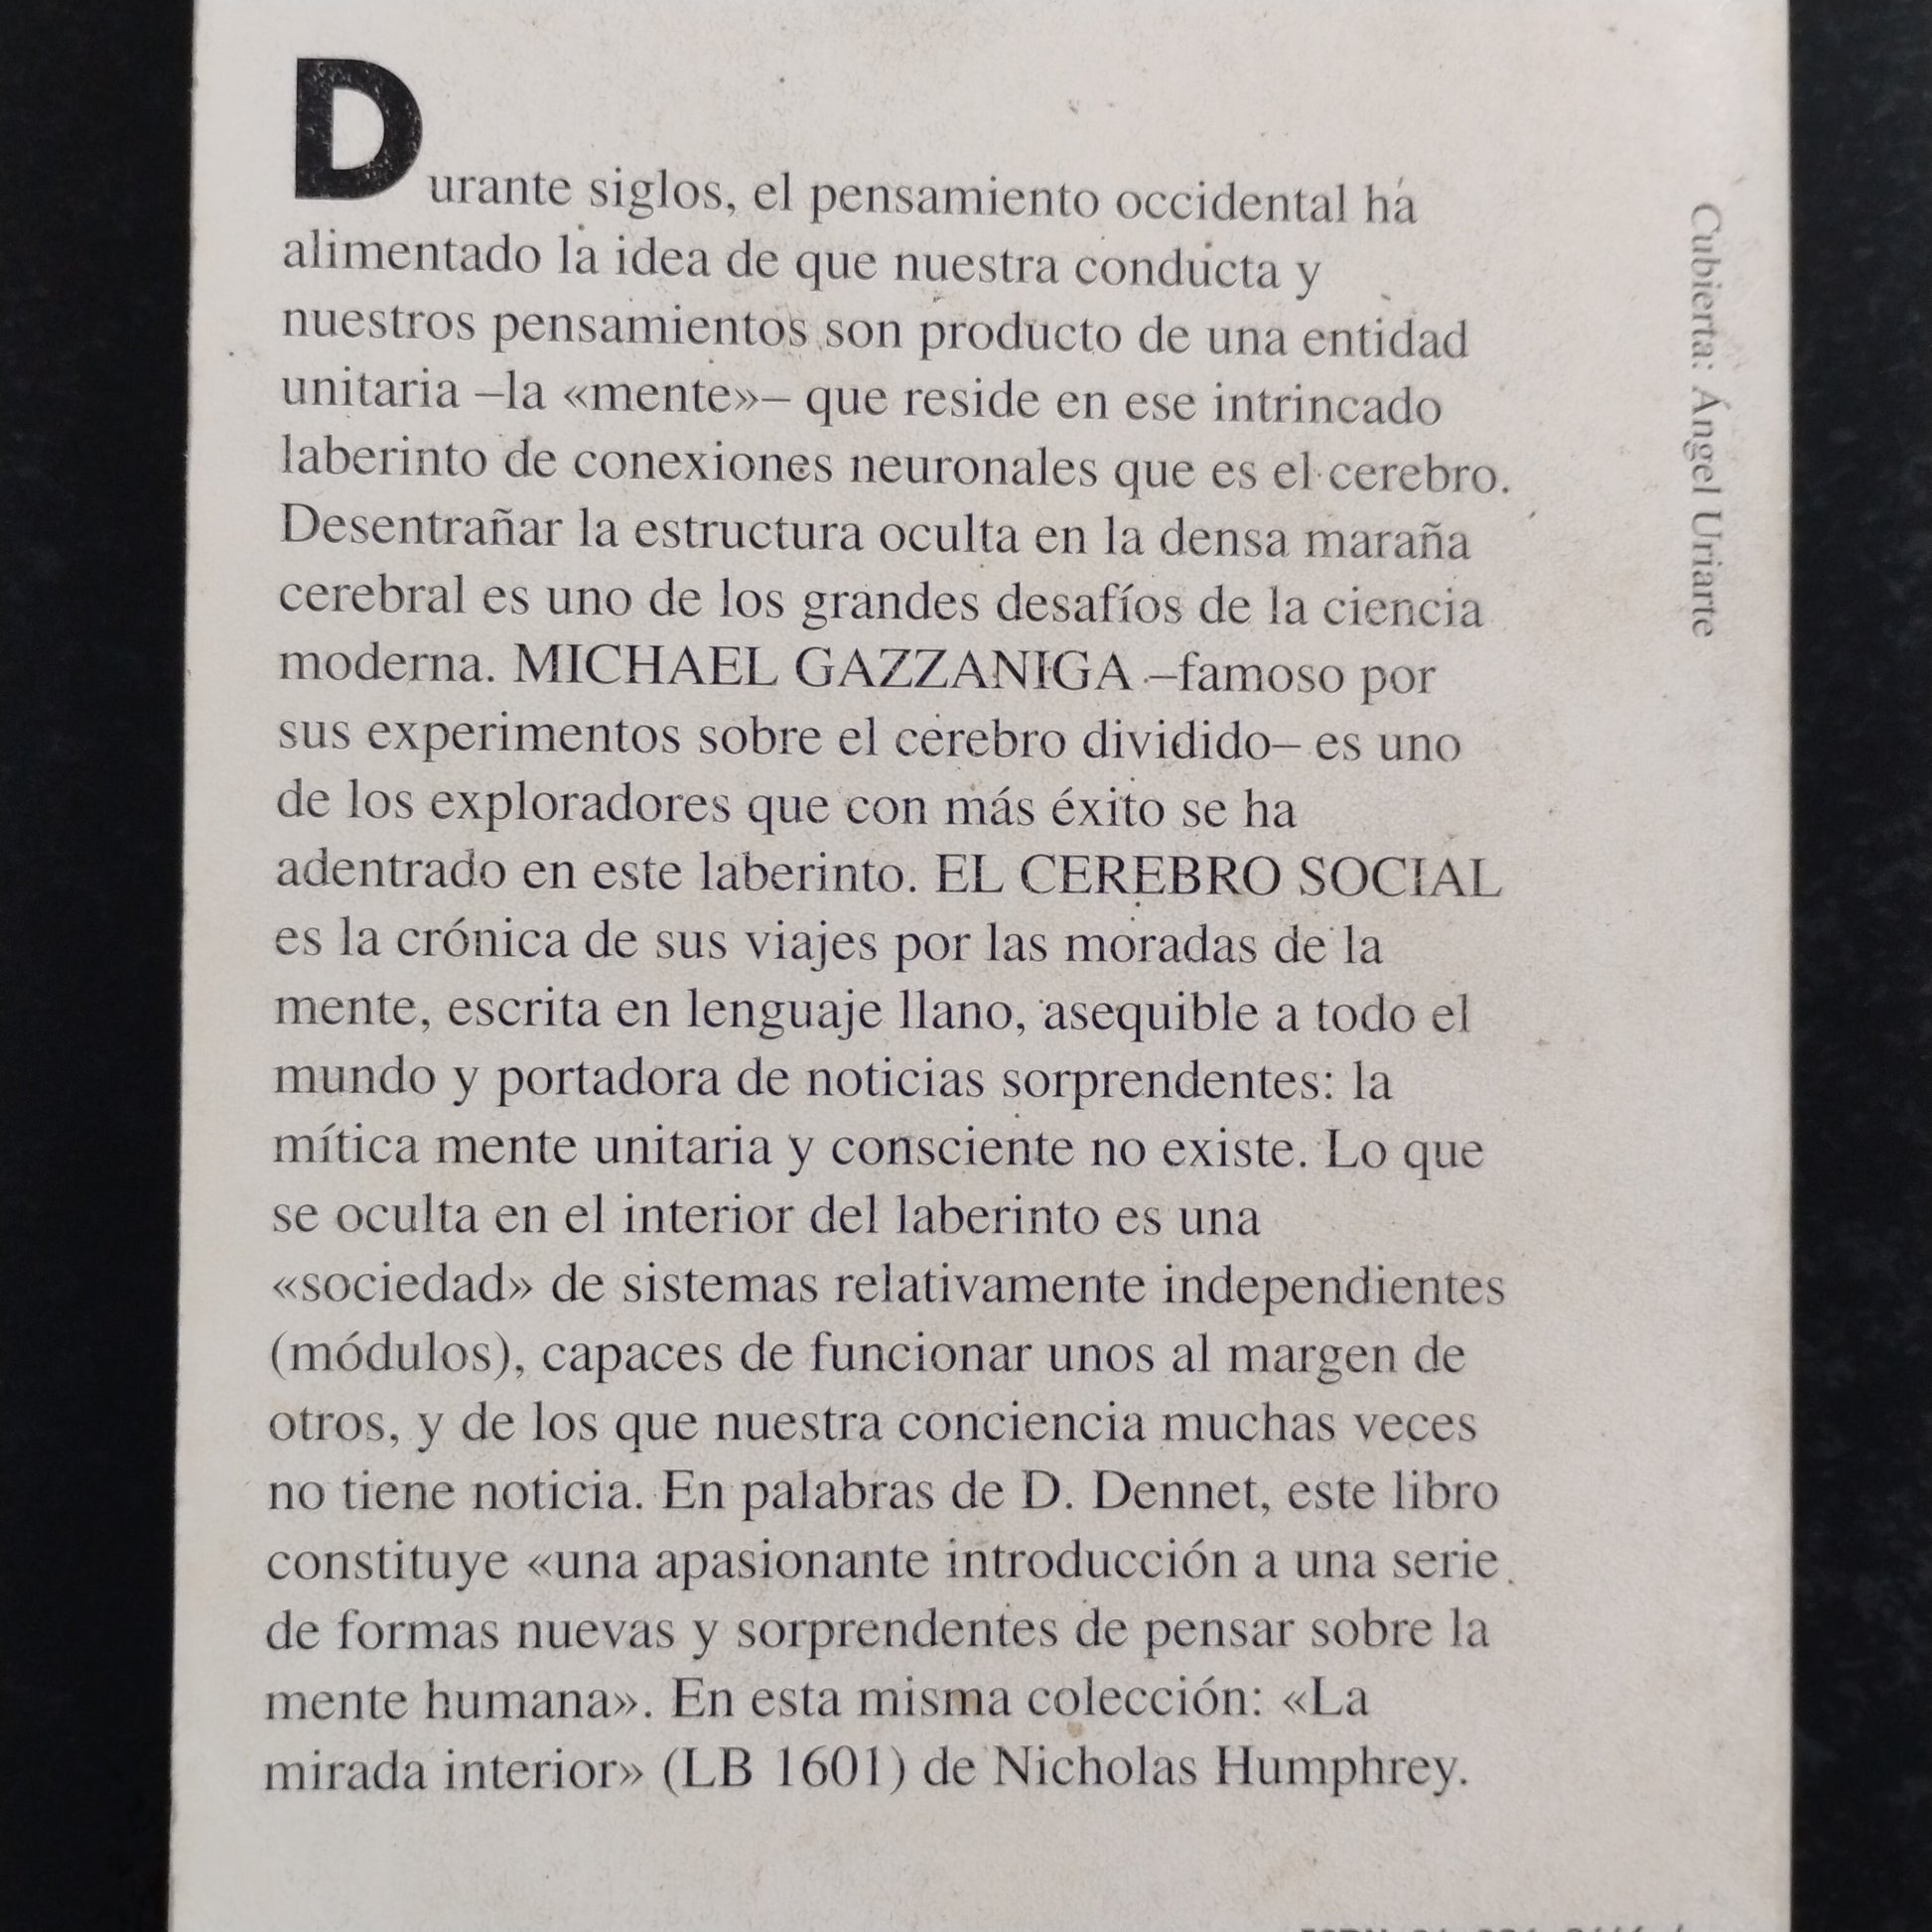 Durante siglos, el pensamiento occidental ha
alimentado la idea de que nuestra conducta y
nuestros pensamientos son producto de una entidad
unitaria –la «mente»– que reside en ese intrincado
laberinto de conexiones neuronales que es el cerebro.
Desentrañar la estructura oculta en la densa maraña
cerebral es uno de los grandes desafíos de la ciencia
moderna. MICHAEL GAZZANIGA –famoso por
sus experimentos sobre el cerebro dividido– es uno
de los exploradores que con más éxito se ha
adentrado en este laberinto. EL CEREBRO SOCIAL
es la crónica de sus viajes por las moradas de la
mente, escrita en lenguaje llano, asequible a todo el
mundo y portadora de noticias sorprendentes: la
mítica mente unitaria y consciente no existe. Lo que
se oculta en el interior del laberinto es una
«sociedad» de sistemas relativamente independientes
(módulos), capaces de funcionar unos al margen de
otros, y de los que nuestra conciencia muchas veces
no tiene noticia. En palabras de D. Dennet, este libro
constituye «una apasionante introducción a una serie
de formas nuevas y sorprendentes de pensar sobre la
mente humana». En esta misma colección: «La
mirada interior» (LB 1601) de Nicholas Humphrey.
Cubierta: Ángel Uriarte